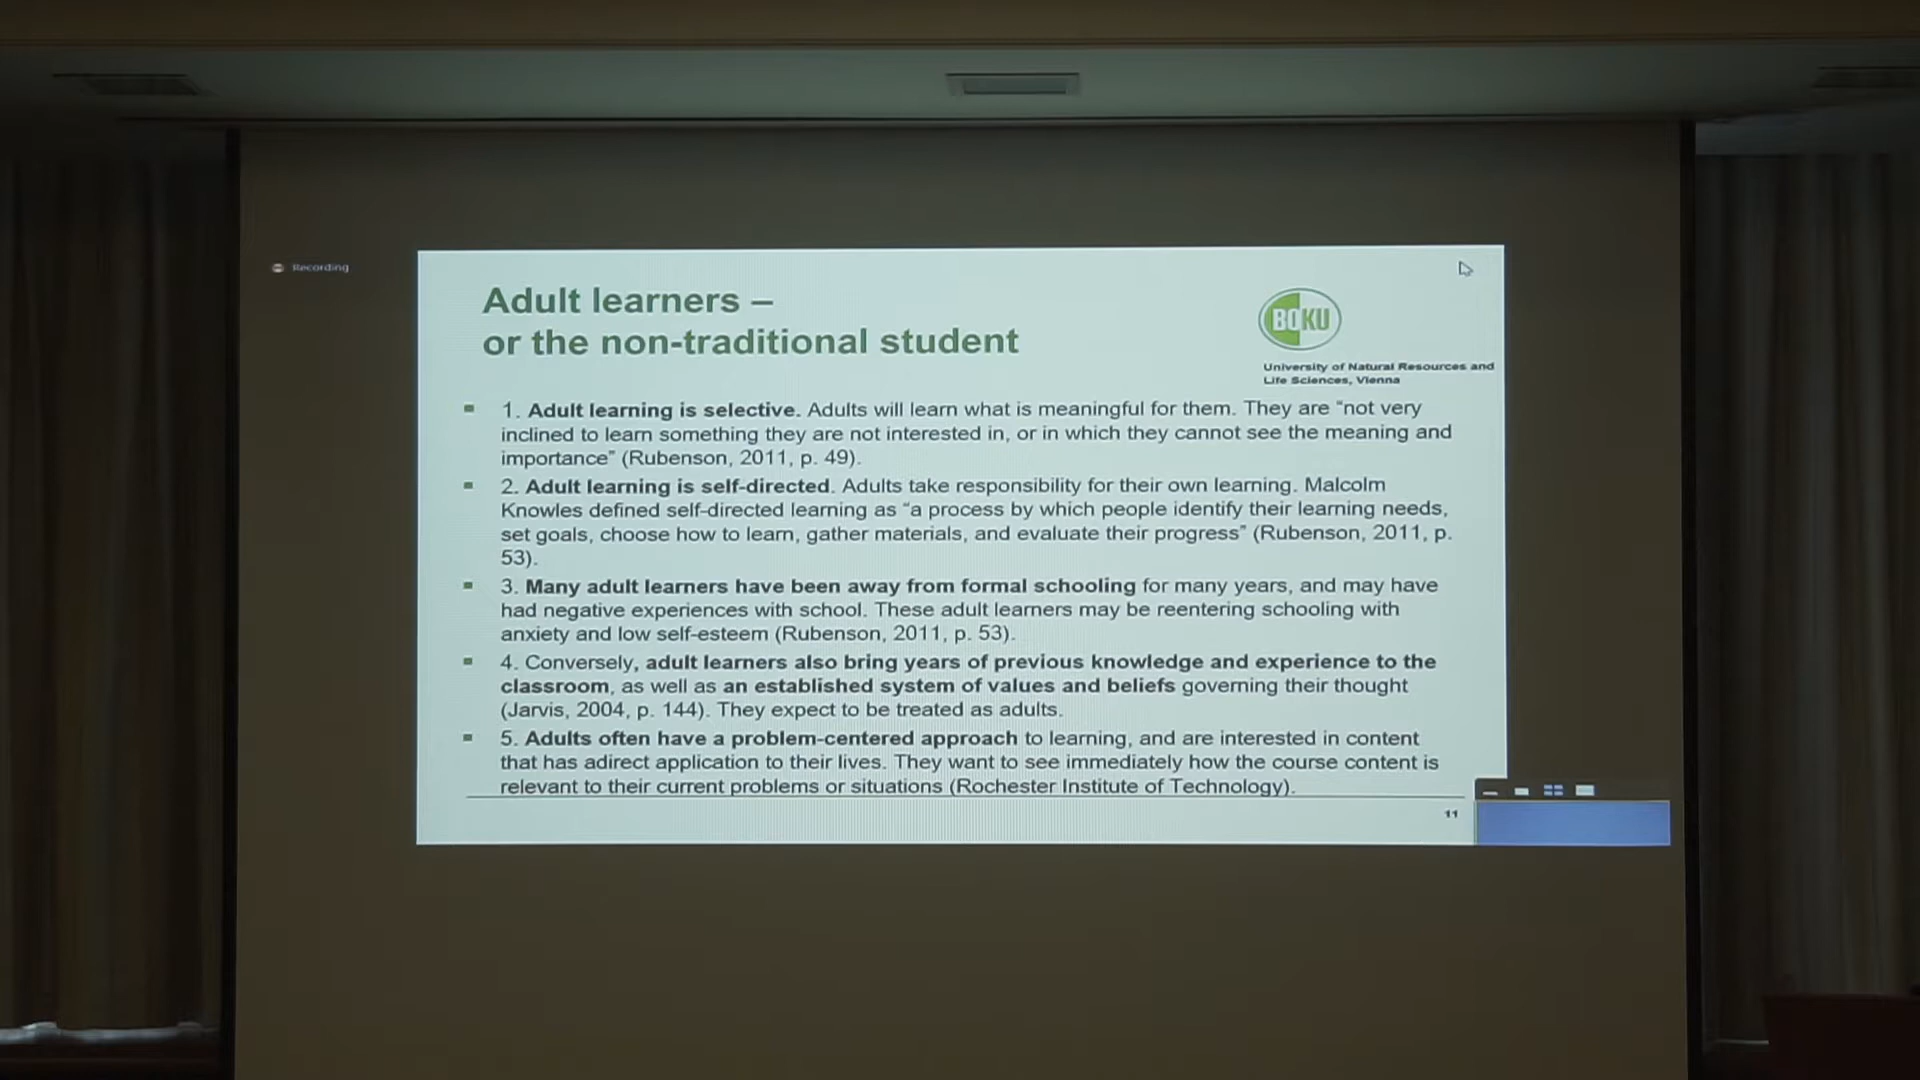 Recording
Adult learners –
or the non-traditional student
BOKU
University of Natural Resources and
Life Sciences, Vienna
1. Adult learning is selective. Adults will learn what is meaningful for them. They are “not very
inclined to learn something they are not interested in, or in which they cannot see the meaning and
importance” (Rubenson, 2011, p. 49).
2. Adult learning is self-directed. Adults take responsibility for their own learning. Malcolm
Knowles defined self-directed learning as “a process by which people identify their learning needs,
set goals, choose how to learn, gather materials, and evaluate their progress” (Rubenson, 2011, p.
53).
3. Many adult learners have been away from formal schooling for many years, and may have
had negative experiences with school. These adult learners may be reentering schooling with
anxiety and low self-esteem (Rubenson, 2011, p. 53).
4. Conversely, adult learners also bring years of previous knowledge and experience to the
classroom, as well as an established system of values and beliefs governing their thought
(Jarvis, 2004, p. 144). They expect to be treated as adults.
5. Adults often have a problem-centered approach to learning, and are interested in content
that has adirect application to their lives. They want to see immediately how the course content is
relevant to their current problems or situations (Rochester Institute of Technology).
11